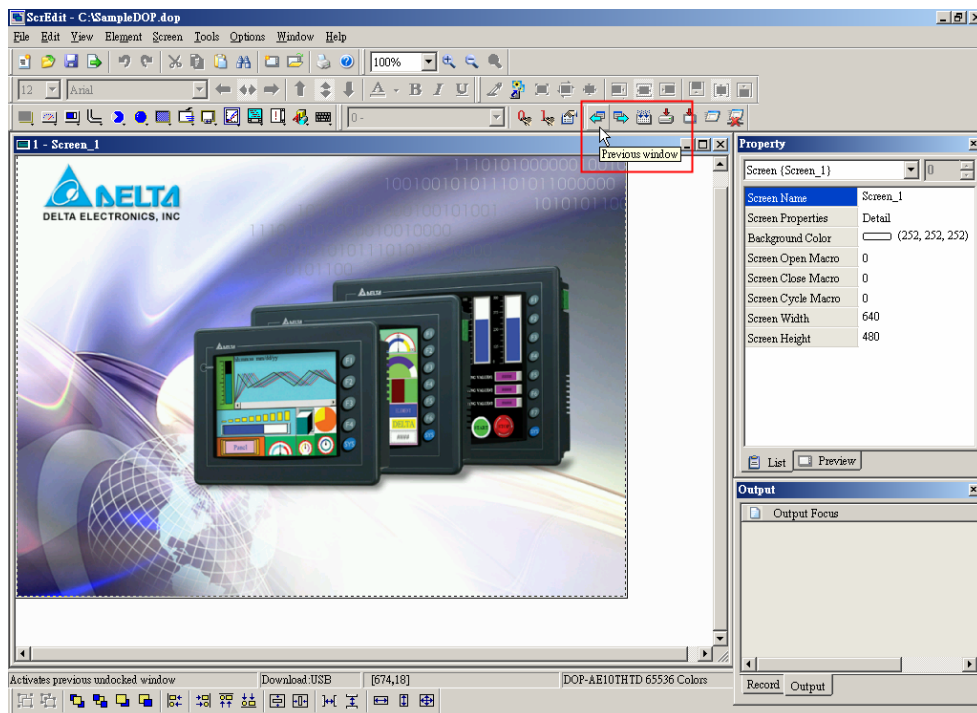 ScrEdit - C:\SampleDOP.dop
File Edit View Element Screen Tools Options Window Help
100%
12 Arial
A B I U
0 -
Previous window
1 - Screen_1
DELTA
DELTA ELECTRONICS, INC
Property
Screen {Screen_1} 0
Screen Name Screen_1
Screen Properties Detail
Background Color (252, 252, 252)
Screen Open Macro 0
Screen Close Macro 0
Screen Cycle Macro 0
Screen Width 640
Screen Height 480
List Preview
Output
Output Focus
Record Output
Activates previous undocked window Download:USB [674,18] DOP-AE10THTD 65536 Colors